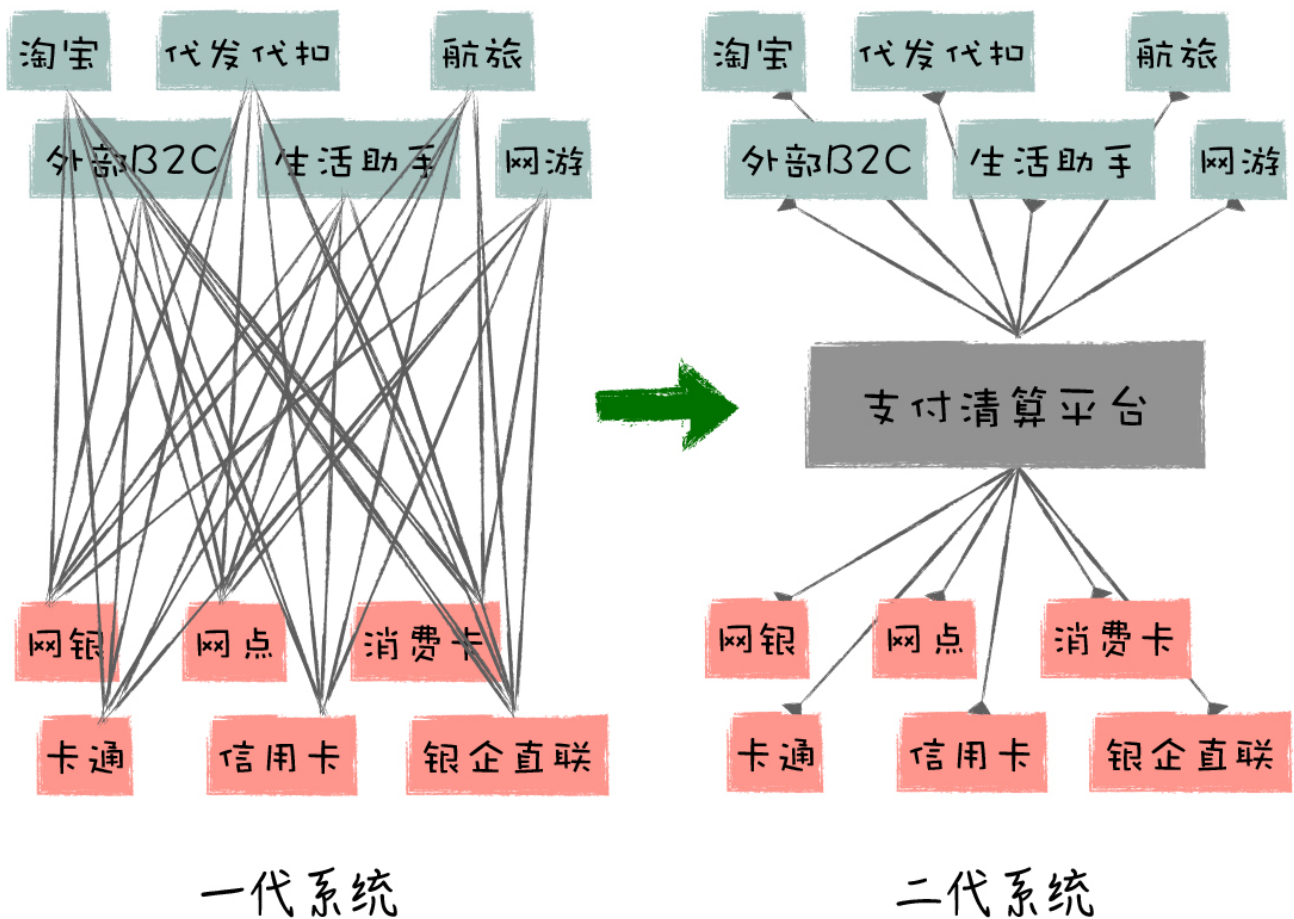 淘宝
代发代扣
航旅
外部B2C
生活助手
网游
网银
网点
消费卡
卡通
信用卡
银企直联
一代系统
淘宝
代发代扣
航旅
外部B2C
生活助手
网游
支付清算平台
网银
网点
消费卡
卡通
信用卡
银企直联
二代系统